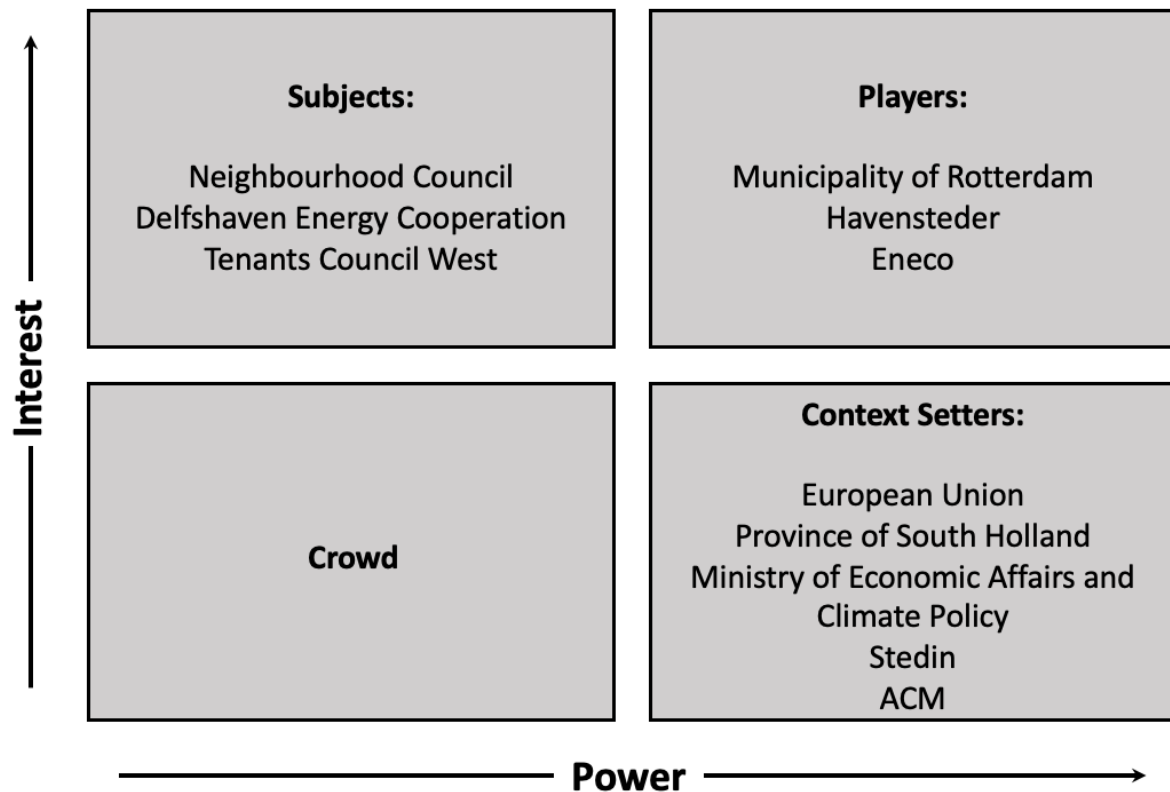 Subjects:
Neighbourhood Council
Delfshaven Energy Cooperation
Tenants Council West
Players:
Municipality of Rotterdam
Havensteder
Eneco
Interest
Crowd
Context Setters:
European Union
Province of South Holland
Ministry of Economic Affairs and
Climate Policy
Stedin
ACM
Power